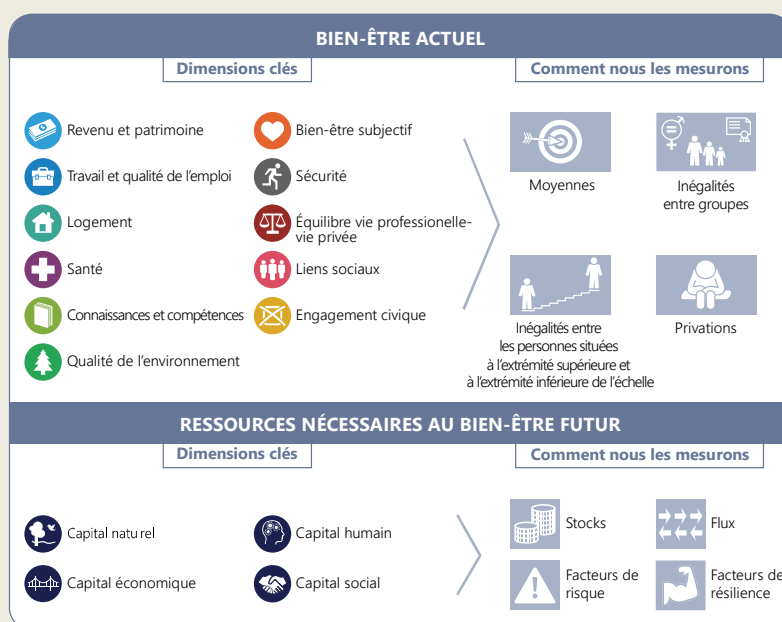 BIEN-ÊTRE ACTUEL
Dimensions clés
Comment nous les mesurons
Revenu et patrimoine
Travail et qualité de l'emploi
Logement
Santé
Connaissances et compétences
Qualité de l'environnement
Bien-être subjectif
Sécurité
Équilibre vie professionelle-
vie privée
Liens sociaux
Engagement civique
Moyennes
Inégalités
entre groupes
Inégalités entre
les personnes situées
à l'extrémité supérieure et
à l'extrémité inférieure de l'échelle
Privations
RESSOURCES NÉCESSAIRES AU BIEN-ÊTRE FUTUR
Dimensions clés
Comment nous les mesurons
Capital naturel
Capital économique
Capital humain
Capital social
Stocks
Flux
Facteurs de
risque
Facteurs de
résilience